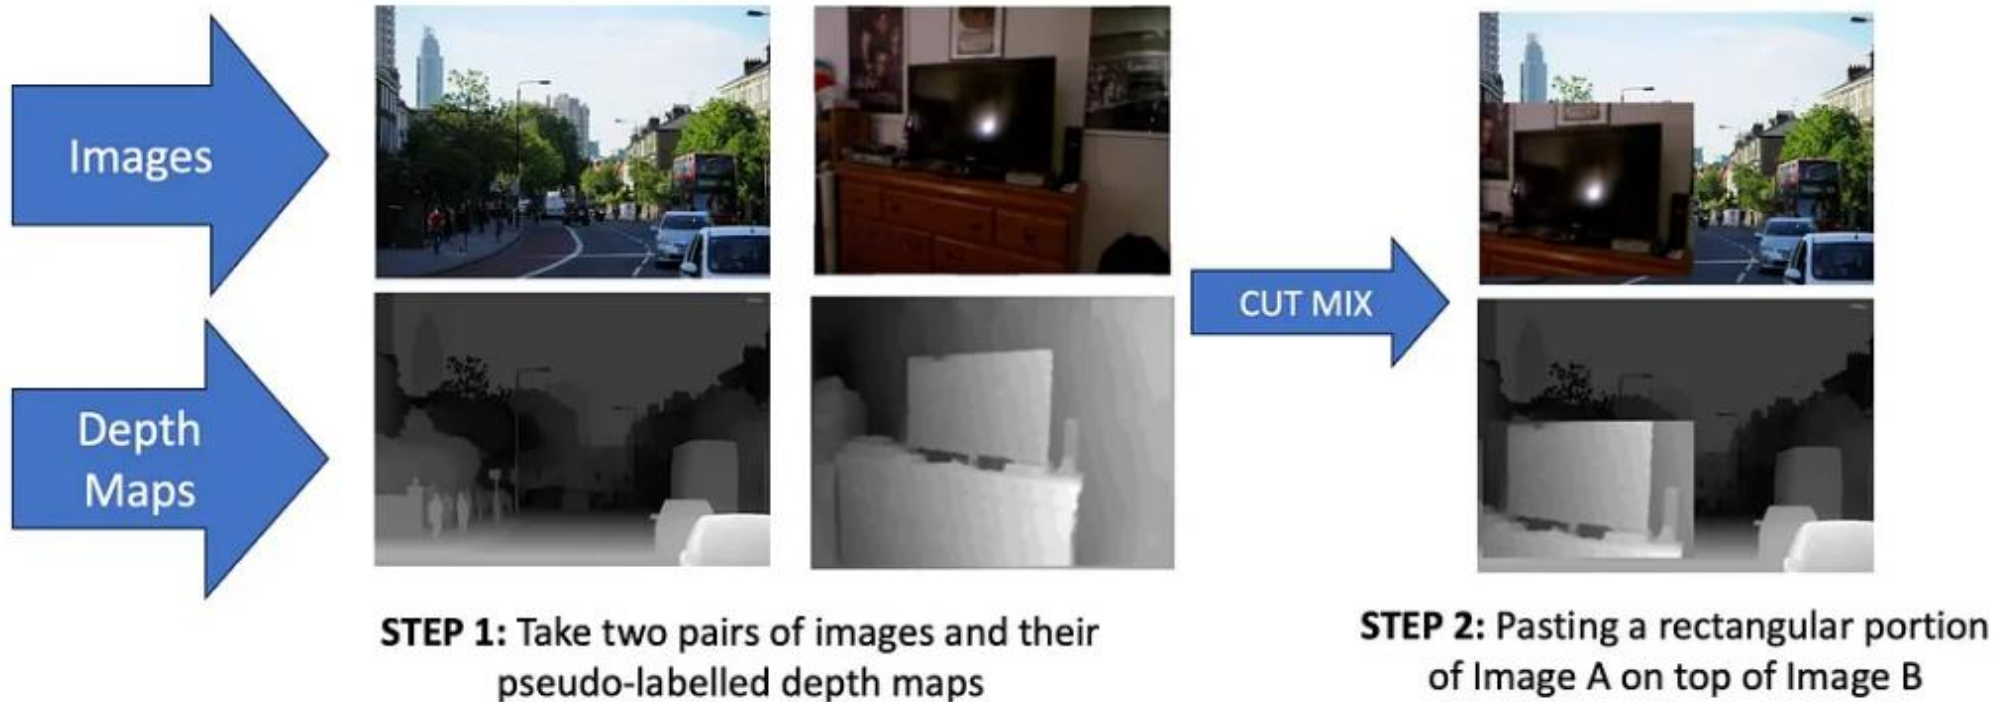 Images
Depth
Maps
CUT MIX
STEP 1: Take two pairs of images and their
pseudo-labelled depth maps
STEP 2: Pasting a rectangular portion
of Image A on top of Image B